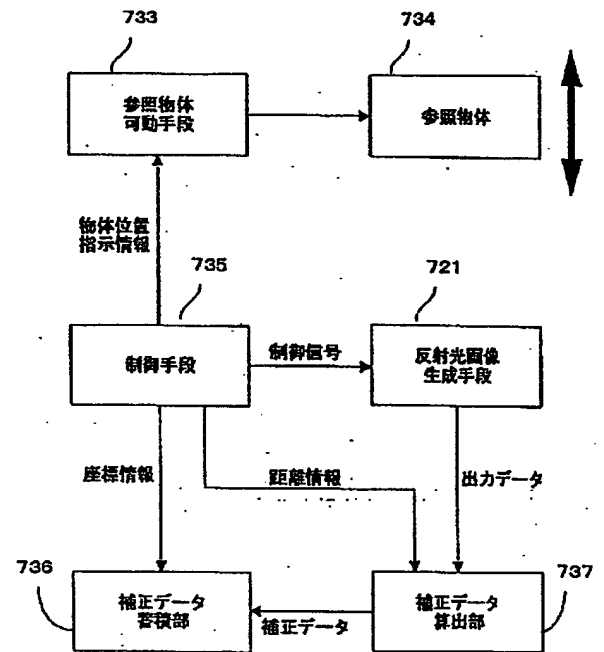 733
734
参照物体
可動手段
参照物体
物体位置
指示情報
735
721
制御手段
制御信号
反射光画像
生成手段
座標情報
距離情報
出力データ
736
737
補正データ
蓄積部
補正データ
補正データ
算出部